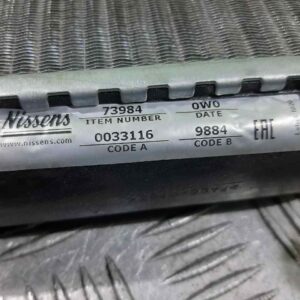 Nissens
www.nissens.com
73984 0W0
ITEM NUMBER DATE
0033116 9884
CODE A CODE B
EAC